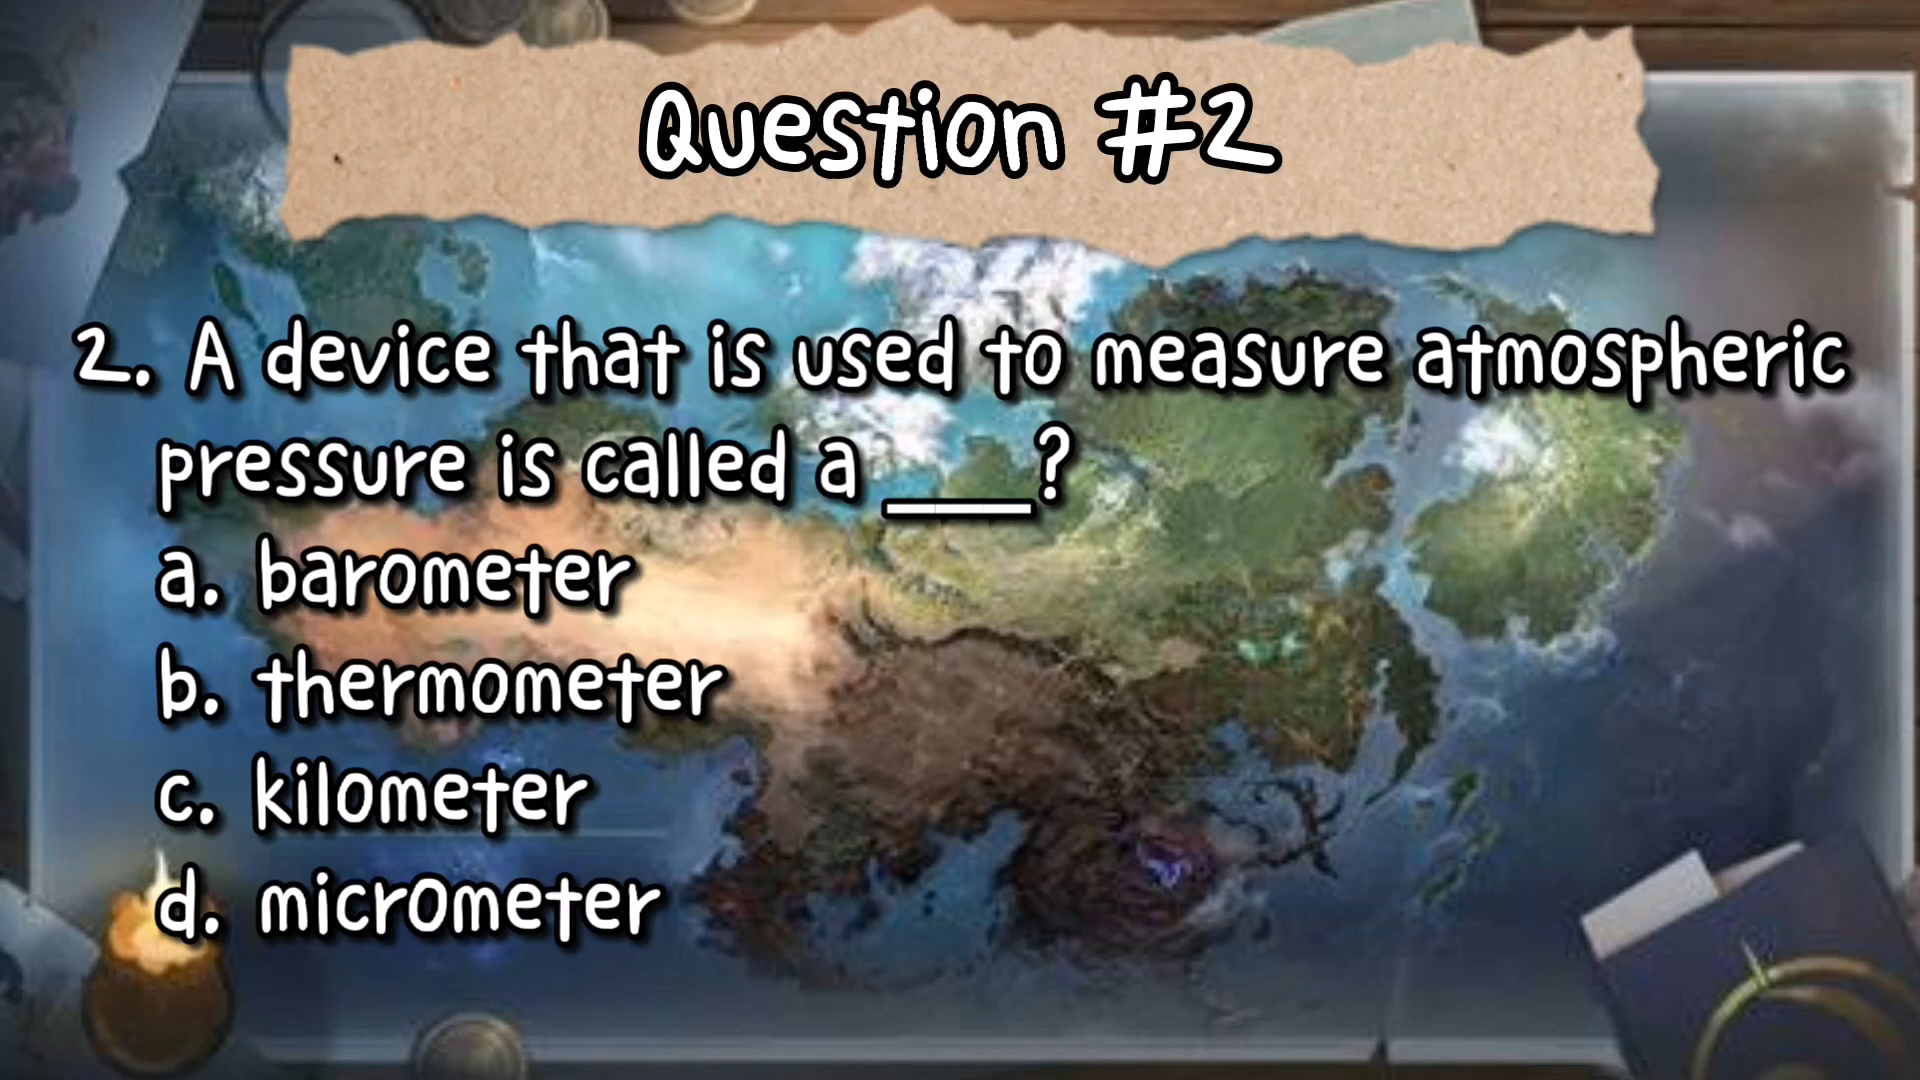 Question #2
2. A device that is used to measure atmospheric
pressure is called a ___?
a. barometer
b. thermometer
c. kilometer
d. micrometer